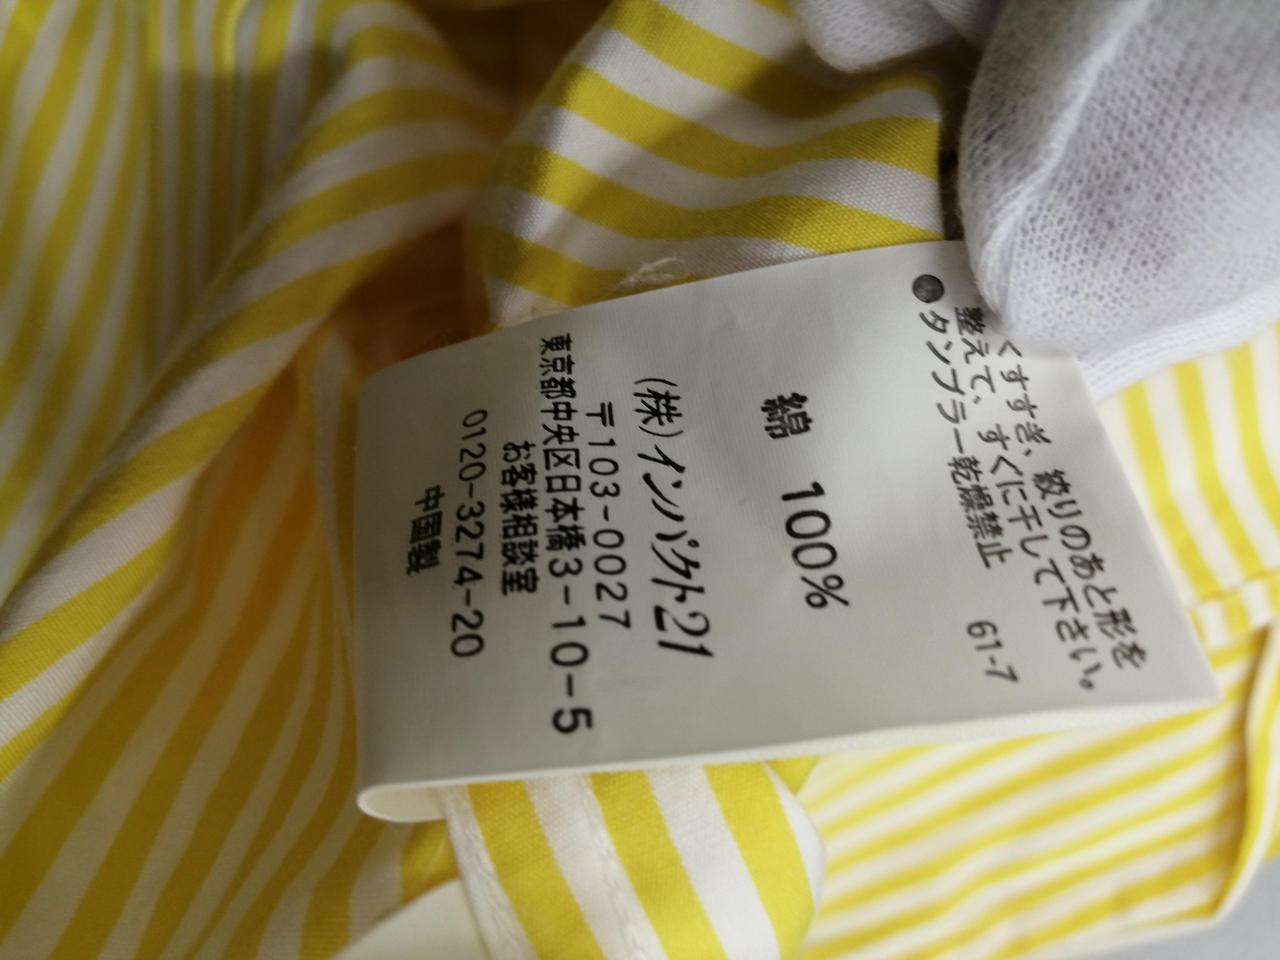 くすすぎ、絞りのあと形を
整えて、すぐに干して下さい。
●タンブラー乾燥禁止
61-7
綿 100%
(株)インパクト21
〒103-0027
東京都中央区日本橋3-10-5
お客様相談室
0120-3274-20
中国製